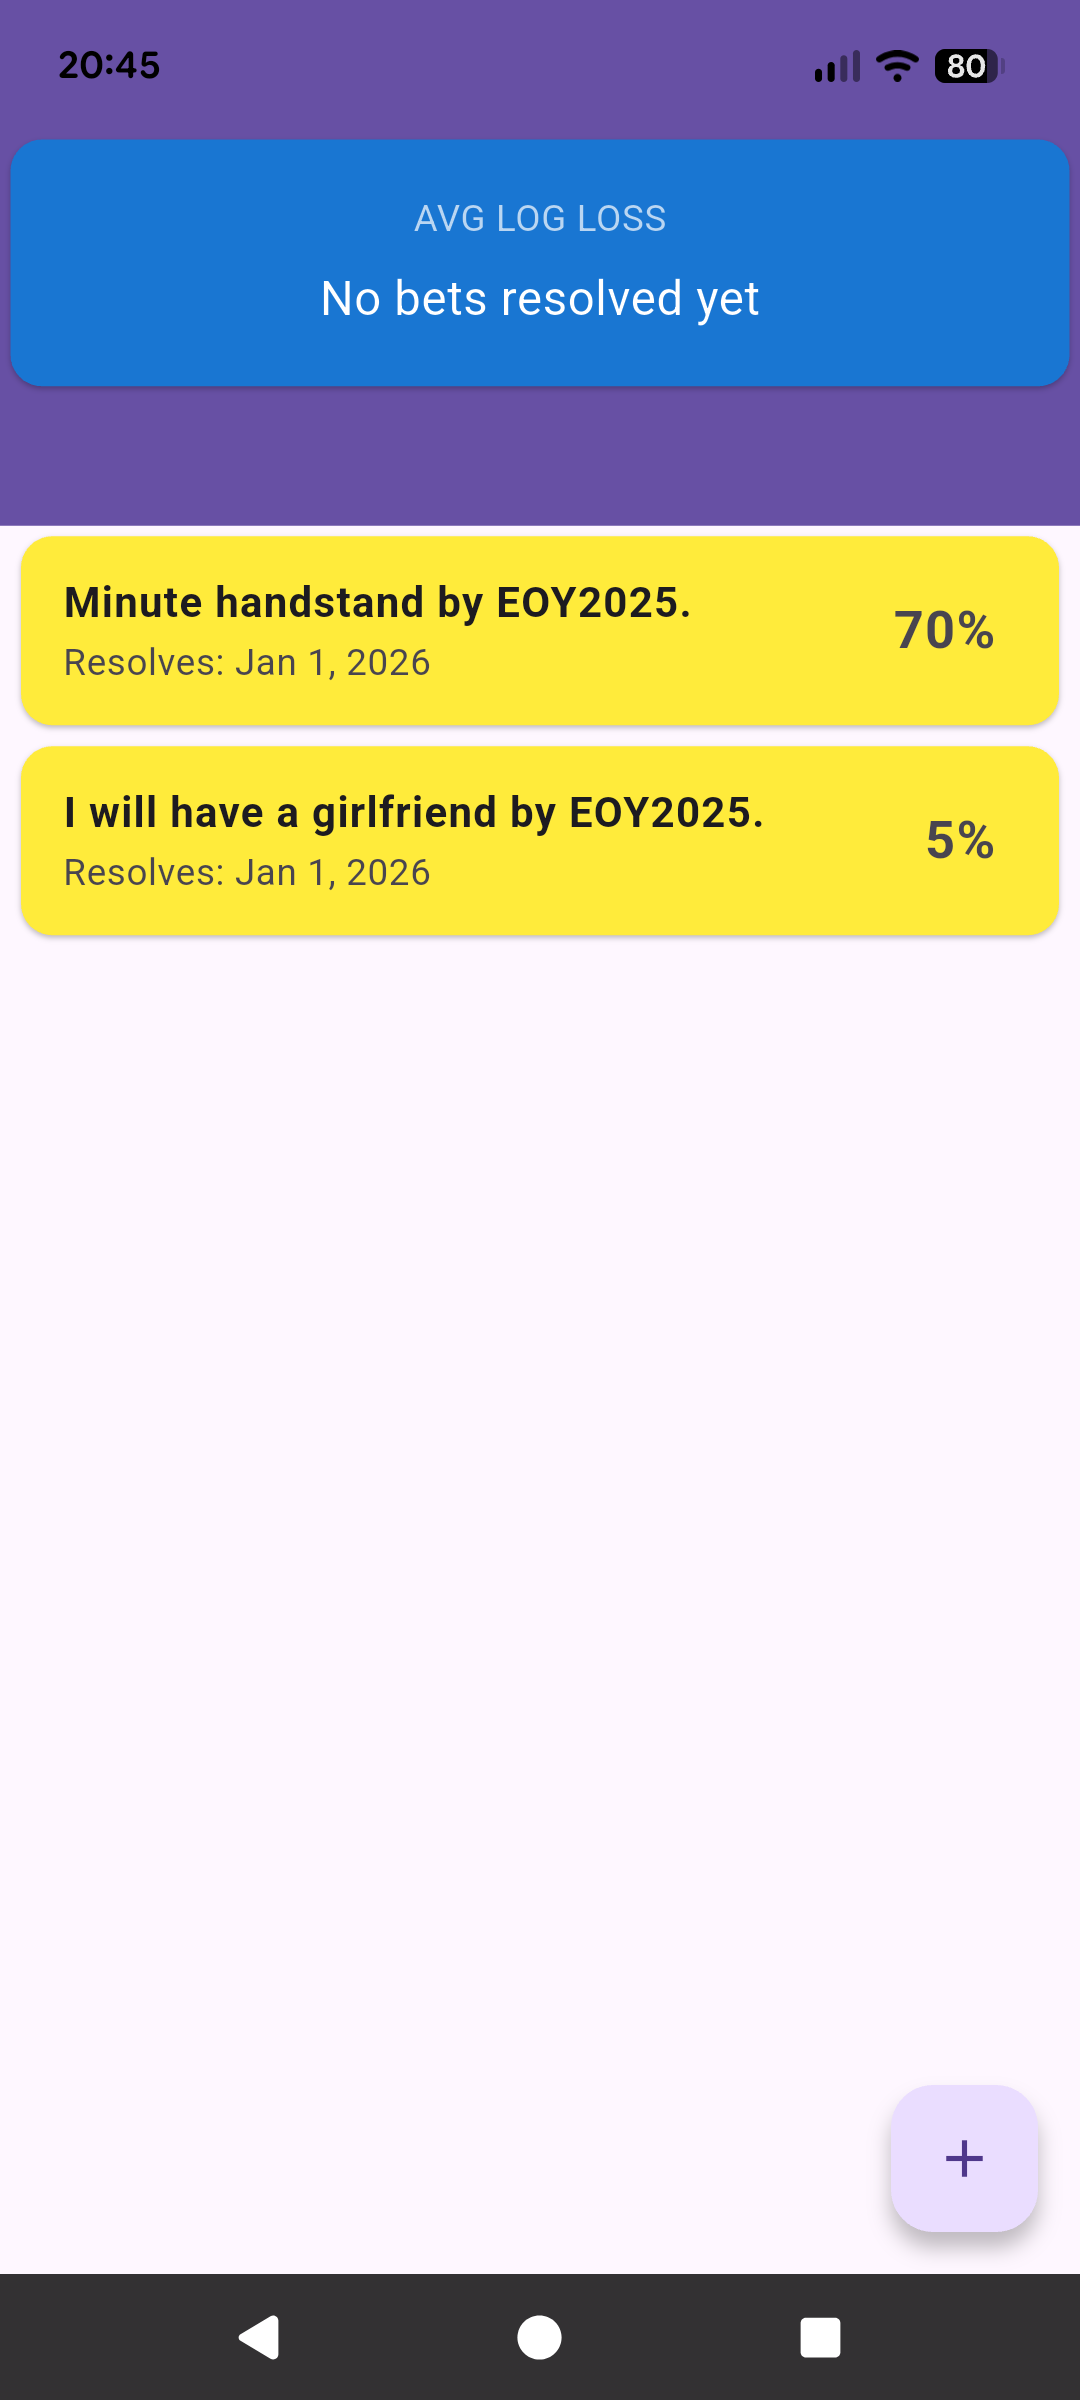 20:45
80
AVG LOG LOSS
No bets resolved yet
Minute handstand by EOY2025.
70%
Resolves: Jan 1, 2026
I will have a girlfriend by EOY2025.
5%
Resolves: Jan 1, 2026
+